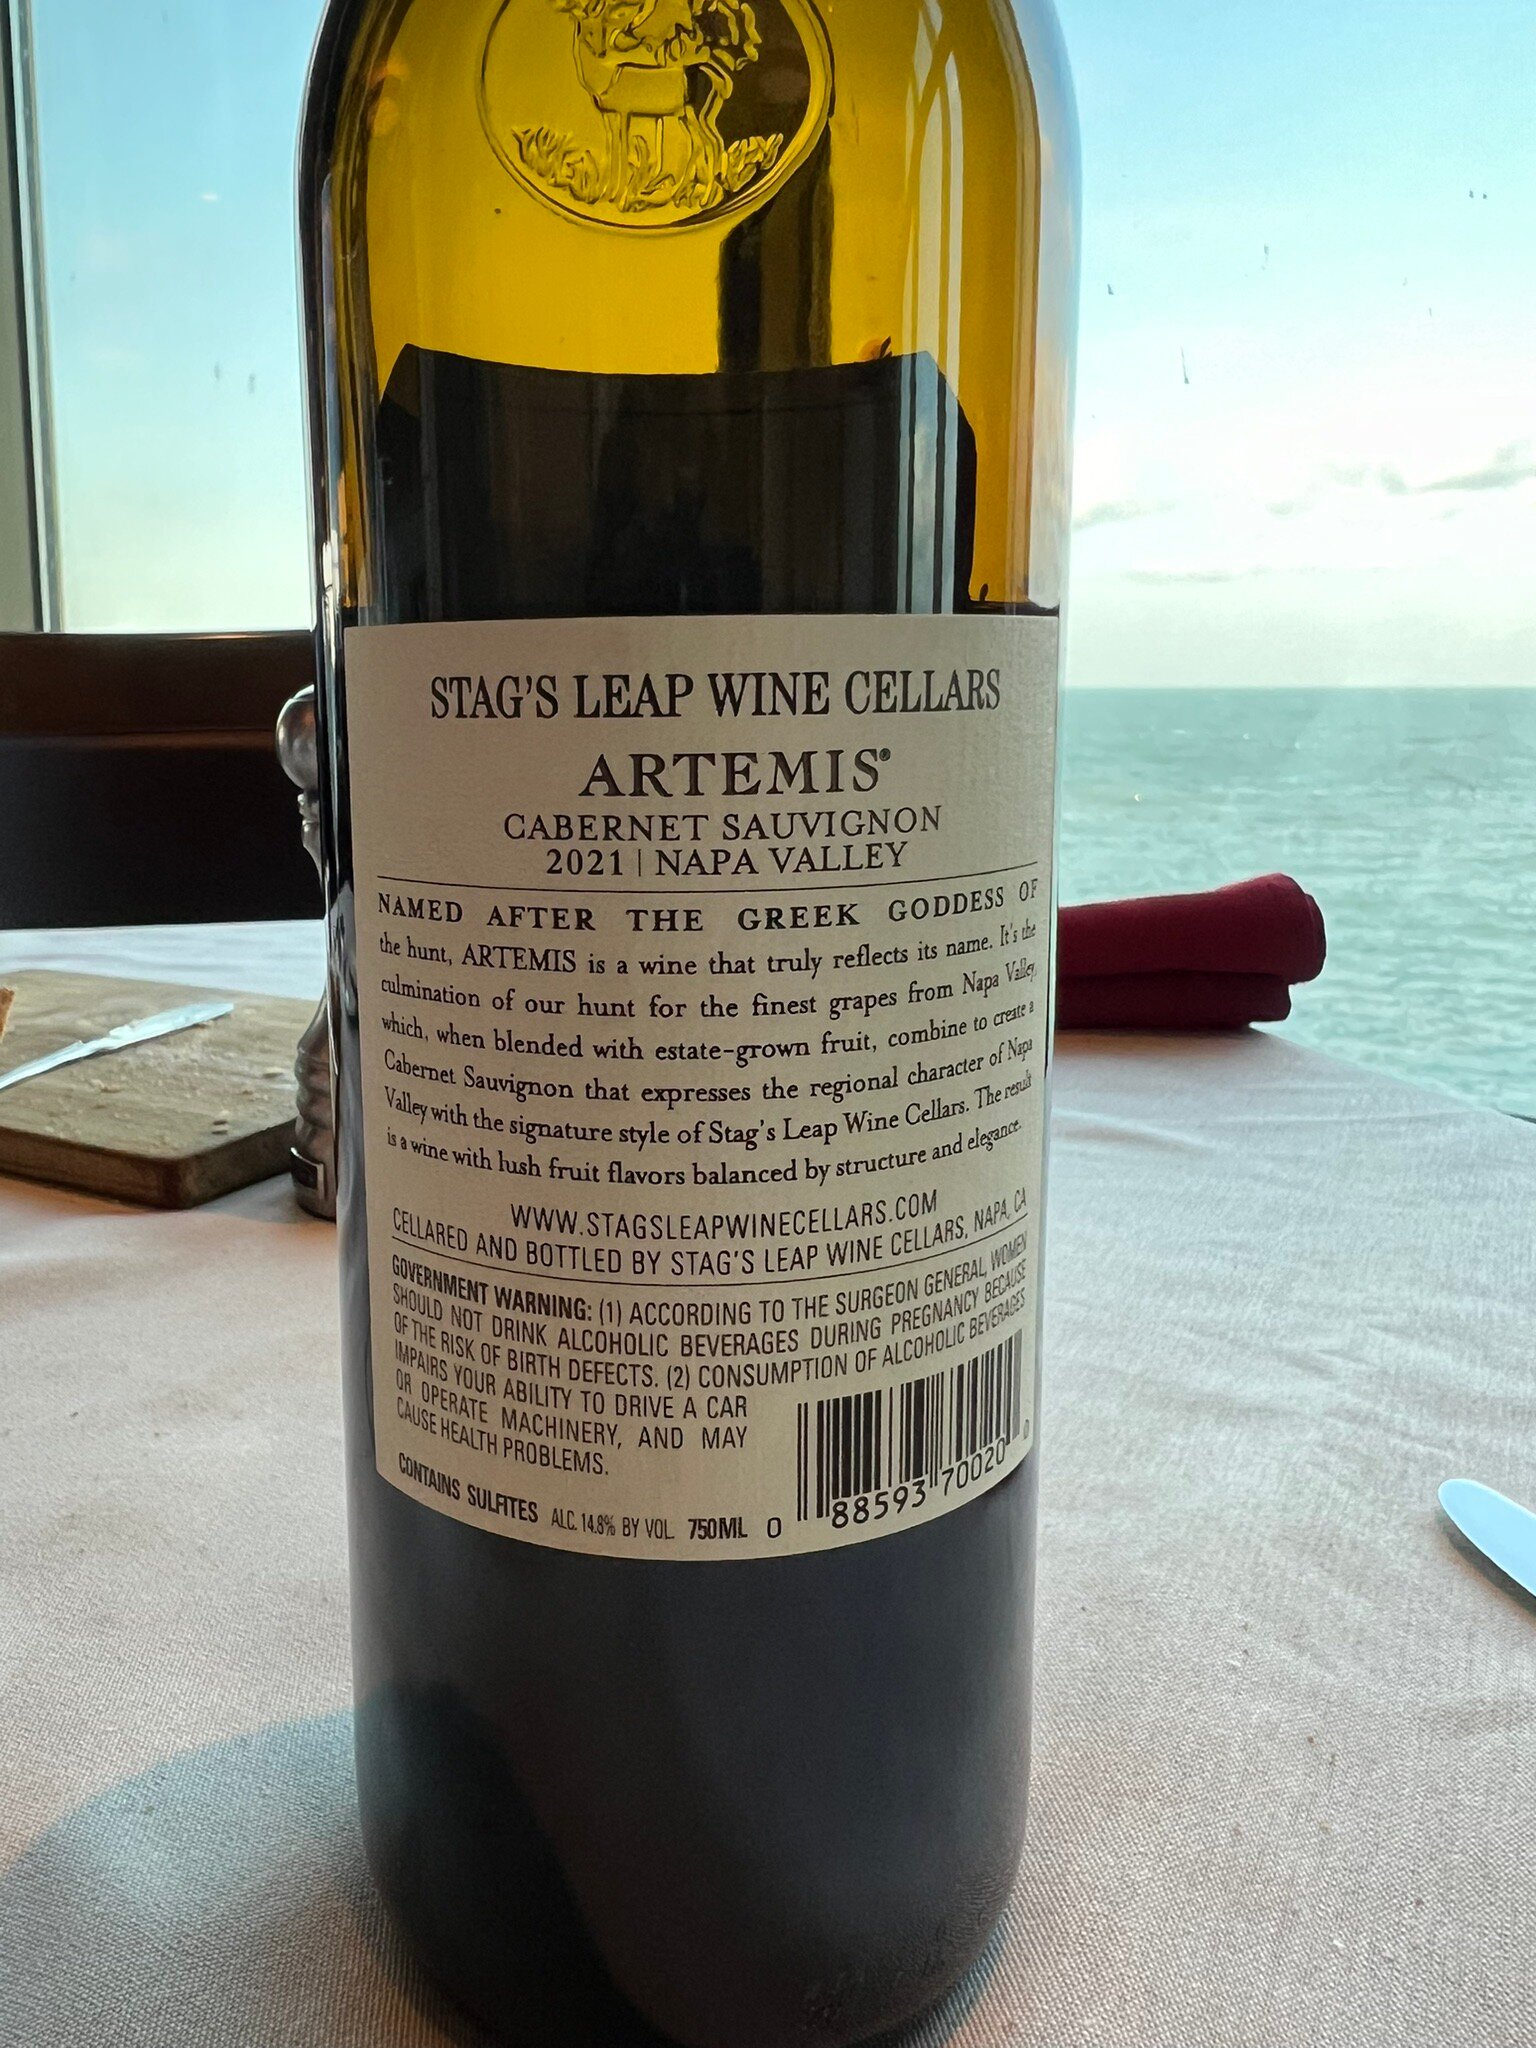 STAG'S LEAP WINE CELLARS
ARTEMIS®
CABERNET SAUVIGNON
2021 | NAPA VALLEY
NAMED AFTER THE GREEK GODDESS OF
the hunt, ARTEMIS is a wine that truly reflects its name. It's the
culmination of our hunt for the finest grapes from Napa Valley,
which, when blended with estate-grown fruit, combine to create a
Cabernet Sauvignon that expresses the regional character of Napa
Valley with the signature style of Stag's Leap Wine Cellars. The result
is a wine with lush fruit flavors balanced by structure and elegance.
WWW.STAGSLEAPWINECELLARS.COM
CELLARED AND BOTTLED BY STAG'S LEAP WINE CELLARS, NAPA, CA
GOVERNMENT WARNING: (1) ACCORDING TO THE SURGEON GENERAL, WOMEN
SHOULD NOT DRINK ALCOHOLIC BEVERAGES DURING PREGNANCY BECAUSE
OF THE RISK OF BIRTH DEFECTS. (2) CONSUMPTION OF ALCOHOLIC BEVERAGES
IMPAIRS YOUR ABILITY TO DRIVE A CAR
OR OPERATE MACHINERY, AND MAY
CAUSE HEALTH PROBLEMS.
CONTAINS SULFITES ALC. 14.8% BY VOL. 750ML
0 88593 70020 0